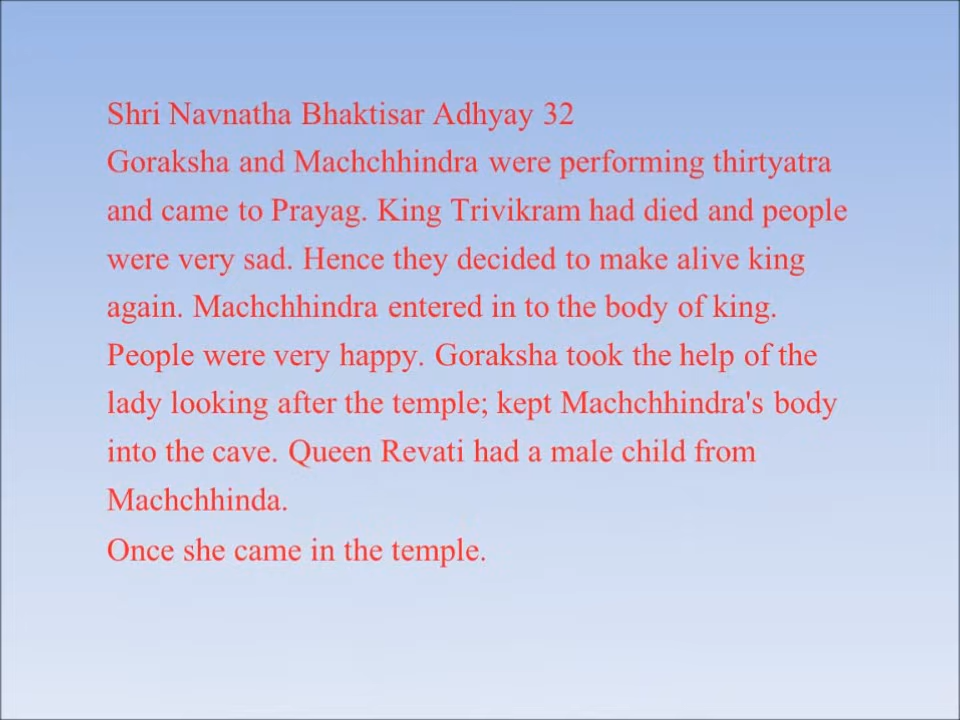 Shri Navnatha Bhaktisar Adhyay 32
Goraksha and Machchhindra were performing thirtyatra
and came to Prayag. King Trivikram had died and people
were very sad. Hence they decided to make alive king
again. Machchhindra entered in to the body of king.
People were very happy. Goraksha took the help of the
lady looking after the temple; kept Machchhindra's body
into the cave. Queen Revati had a male child from
Machchhinda.
Once she came in the temple.